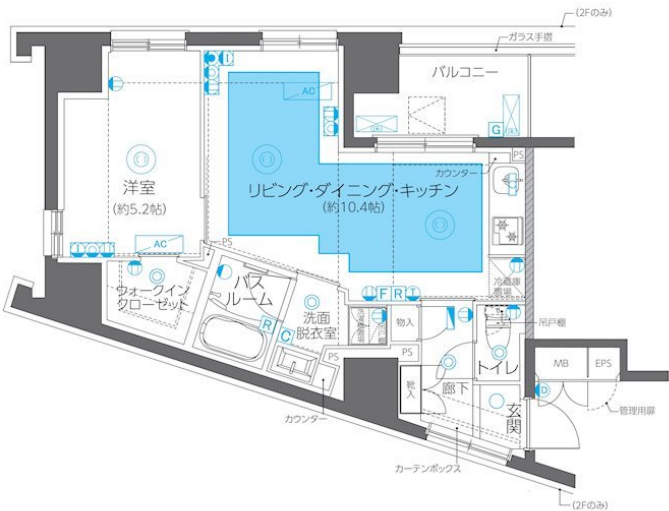 (2Fのみ)
ガラス手摺
バルコニー
AC
G
PS
カウンター
洋室
(約5.2帖)
リビング・ダイニング・キッチン
(約10.4帖)
AC
PS
ウォークイン
クローゼット
バス
ルーム
R
C
洗面
脱衣室
F R
冷蔵庫
置場
物入
吊戸棚
トイレ
PS
PS
MB
EPS
靴入
廊下
玄関
D
管理用扉
カウンター
カーテンボックス
(2Fのみ)